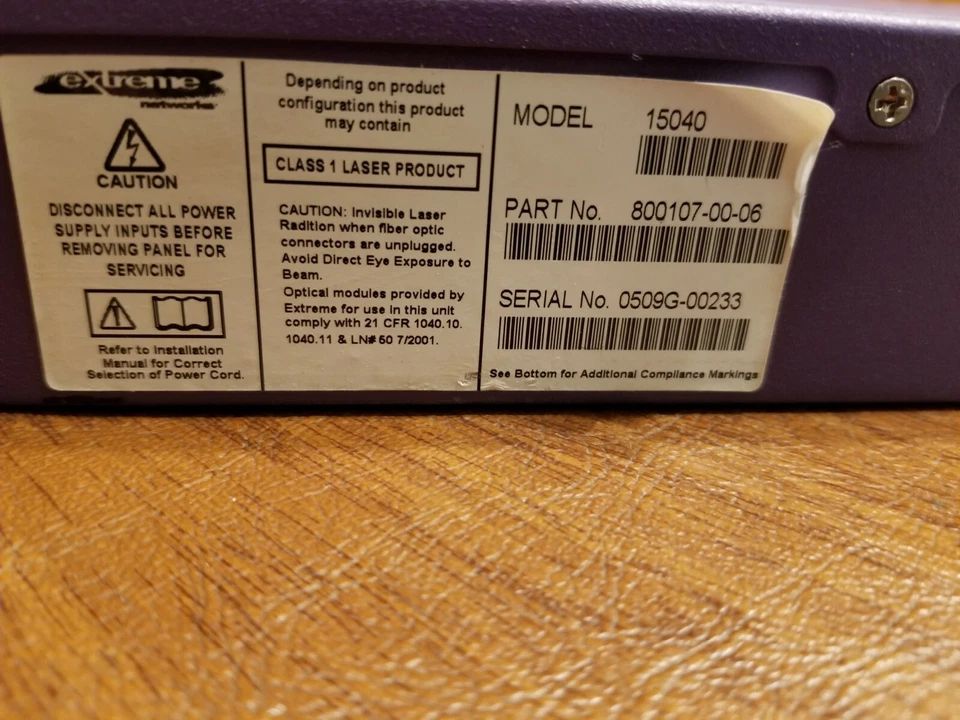 extreme
networks
CAUTION
DISCONNECT ALL POWER
SUPPLY INPUTS BEFORE
REMOVING PANEL FOR
SERVICING
Refer to Installation
Manual for Correct
Selection of Power Cord.
Depending on product
configuration this product
may contain
CLASS 1 LASER PRODUCT
CAUTION: Invisible Laser
Radition when fiber optic
connectors are unplugged.
Avoid Direct Eye Exposure to
Beam.
Optical modules provided by
Extreme for use in this unit
comply with 21 CFR 1040.10.
1040.11 & LN# 50 7/2001.
MODEL 15040
PART No. 800107-00-06
SERIAL No. 0509G-00233
See Bottom for Additional Compliance Markings